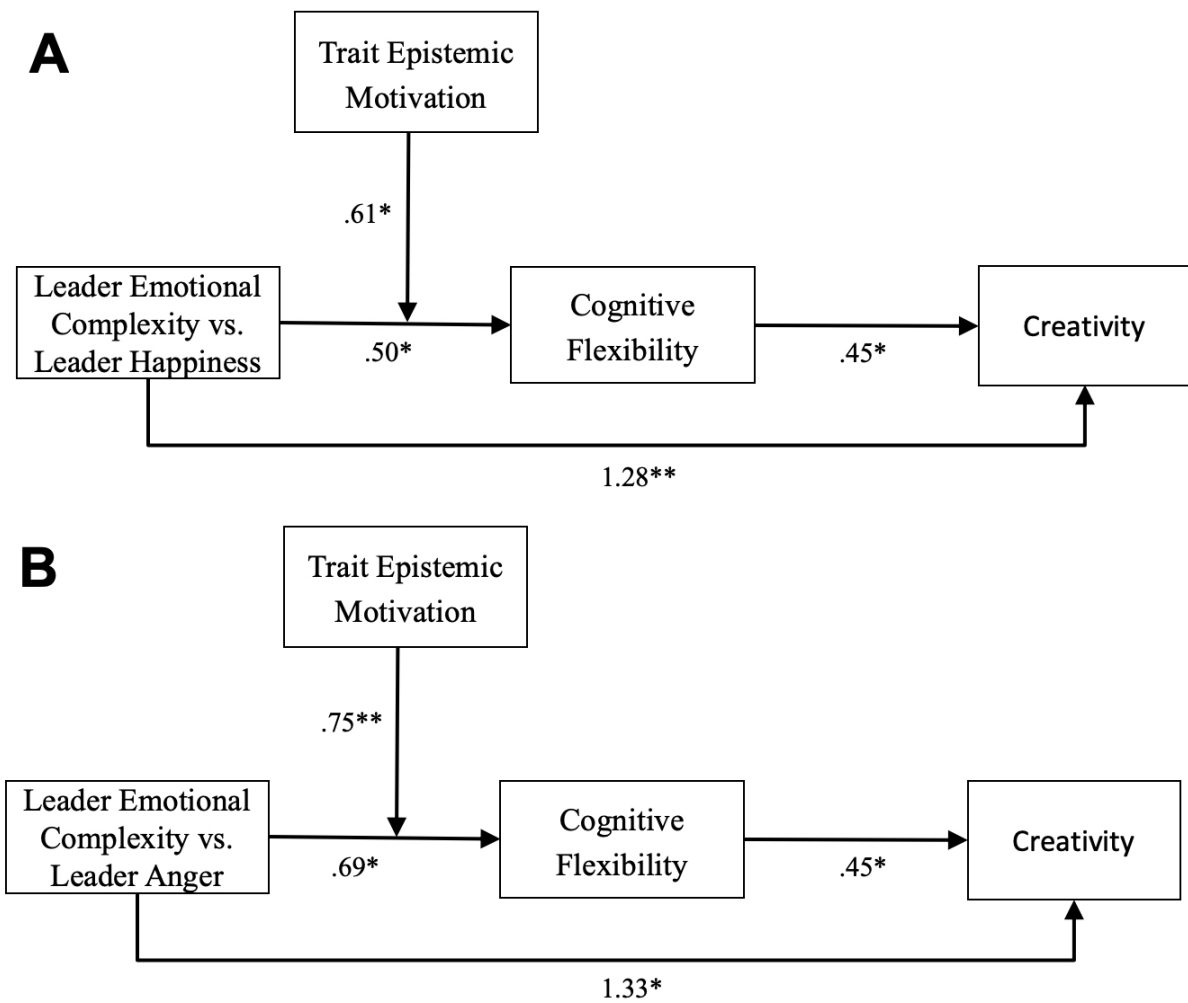 A
Trait Epistemic
Motivation
.61*
Leader Emotional
Complexity vs.
Leader Happiness
.50*
Cognitive
Flexibility
.45*
Creativity
1.28**
B
Trait Epistemic
Motivation
.75**
Leader Emotional
Complexity vs.
Leader Anger
.69*
Cognitive
Flexibility
.45*
Creativity
1.33*